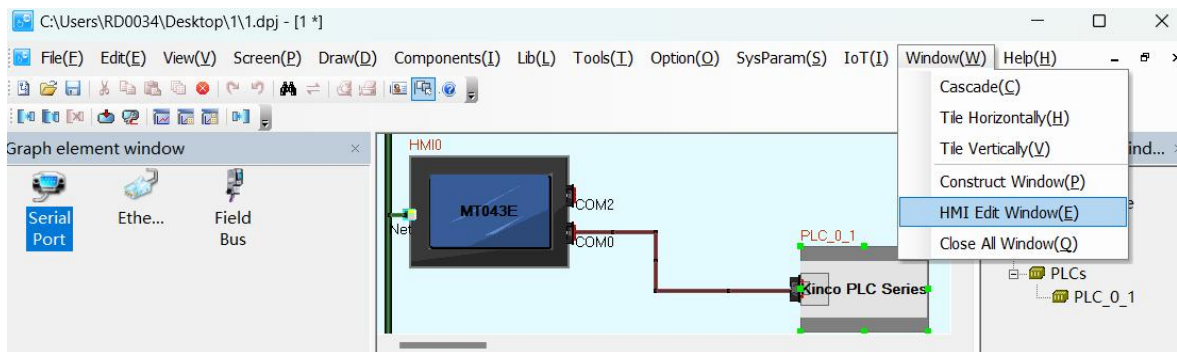 C:\Users\RD0034\Desktop\1\1.dpj - [1 *]
File(F) Edit(E) View(V) Screen(P) Draw(D) Components(I) Lib(L) Tools(T) Option(O) SysParam(S) IoT(I) Window(W) Help(H)
Cascade(C)
Tile Horizontally(H)
Tile Vertically(V)
Construct Window(P)
HMI Edit Window(E)
Close All Window(Q)
Graph element window
ind...
Serial Port
Ethe...
Field Bus
HMI0
MT043E
COM2
COM0
Net
PLC_0_1
Kinco PLC Series
PLCs
PLC_0_1